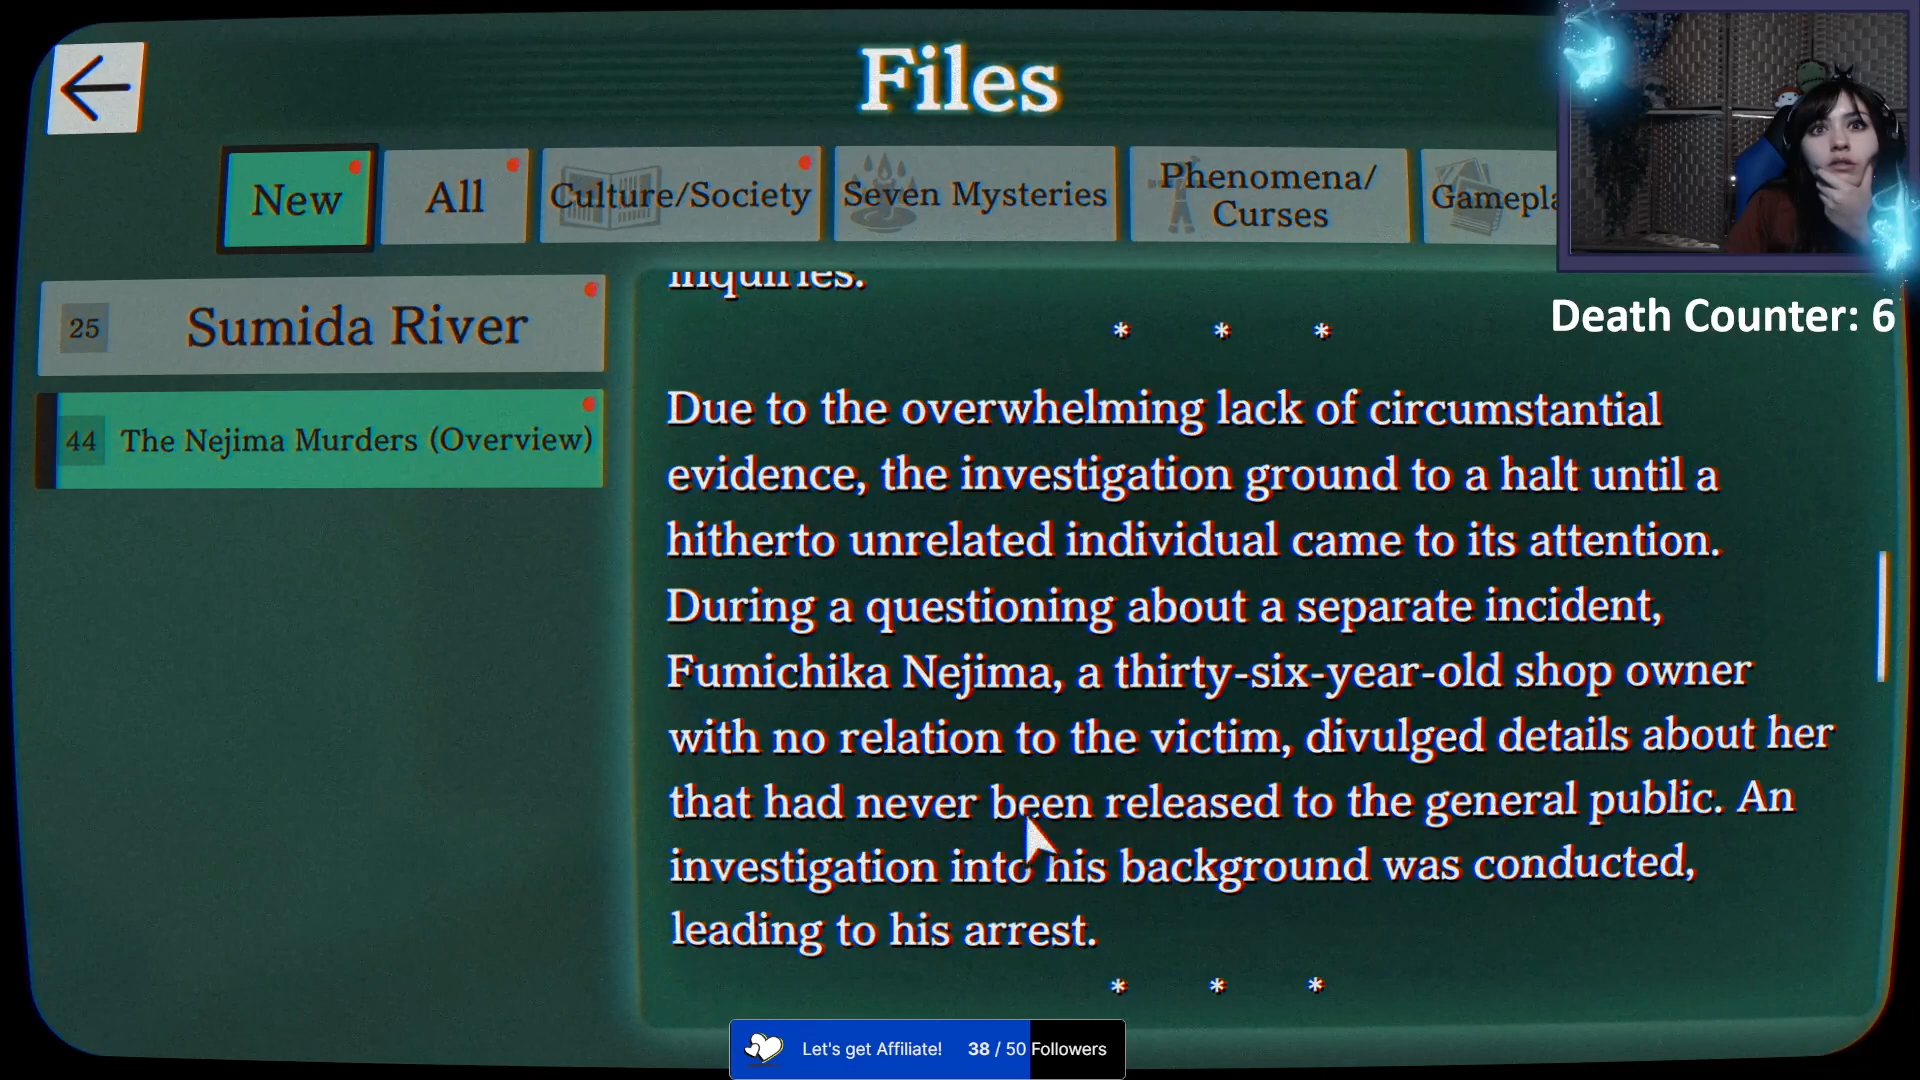 Files
New
All
Culture/Society
Seven Mysteries
Phenomena/
Curses
25
Sumida River
44
The Nejima Murders (Overview)
inquiries.
* * *
Due to the overwhelming lack of circumstantial
evidence, the investigation ground to a halt until a
hitherto unrelated individual came to its attention.
During a questioning about a separate incident,
Fumichika Nejima, a thirty-six-year-old shop owner
with no relation to the victim, divulged details about her
that had never been released to the general public. An
investigation into his background was conducted,
leading to his arrest.
* * *
Death Counter: 6
Let's get Affiliate! 38 / 50 Followers